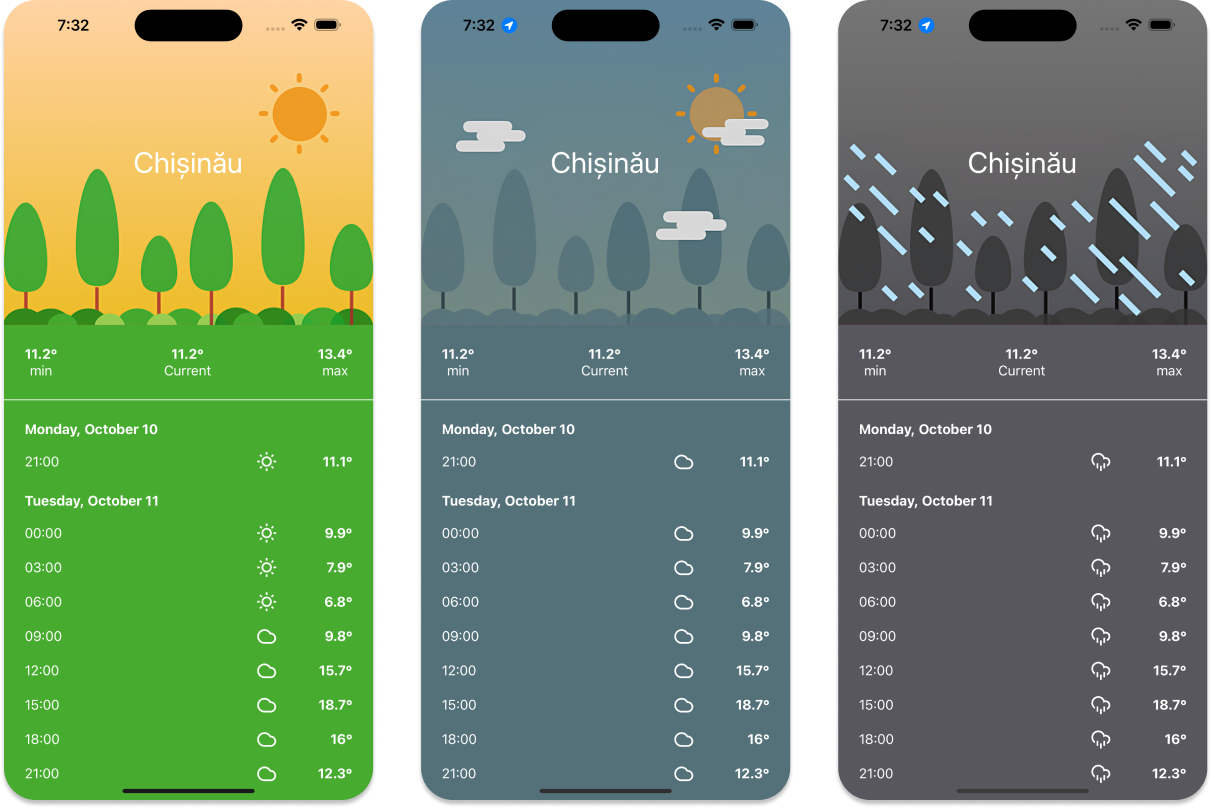 7:32
Chișinău
11.2° 11.2° 13.4°
min Current max
Monday, October 10
21:00 11.1°
Tuesday, October 11
00:00 9.9°
03:00 7.9°
06:00 6.8°
09:00 9.8°
12:00 15.7°
15:00 18.7°
18:00 16°
21:00 12.3°
7:32
Chișinău
11.2° 11.2° 13.4°
min Current max
Monday, October 10
21:00 11.1°
Tuesday, October 11
00:00 9.9°
03:00 7.9°
06:00 6.8°
09:00 9.8°
12:00 15.7°
15:00 18.7°
18:00 16°
21:00 12.3°
7:32
Chișinău
11.2° 11.2° 13.4°
min Current max
Monday, October 10
21:00 11.1°
Tuesday, October 11
00:00 9.9°
03:00 7.9°
06:00 6.8°
09:00 9.8°
12:00 15.7°
15:00 18.7°
18:00 16°
21:00 12.3°